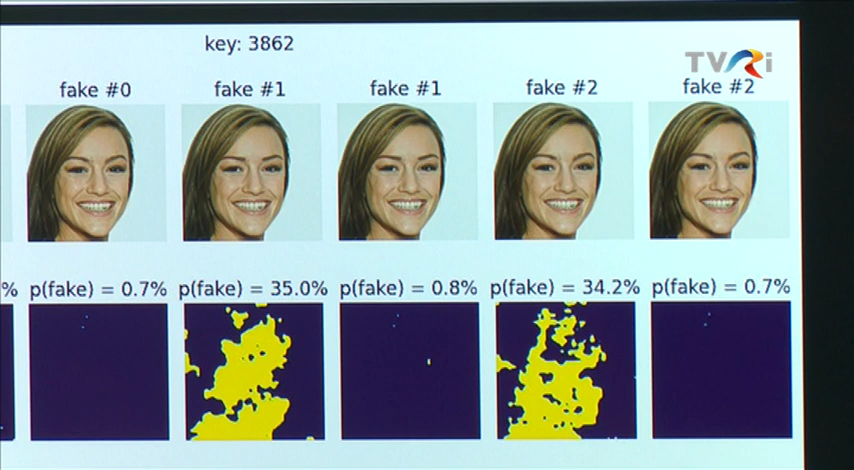 key: 3862
TVRi
fake #0 fake #1 fake #1 fake #2 fake #2
% p(fake) = 0.7% p(fake) = 35.0% p(fake) = 0.8% p(fake) = 34.2% p(fake) = 0.7%